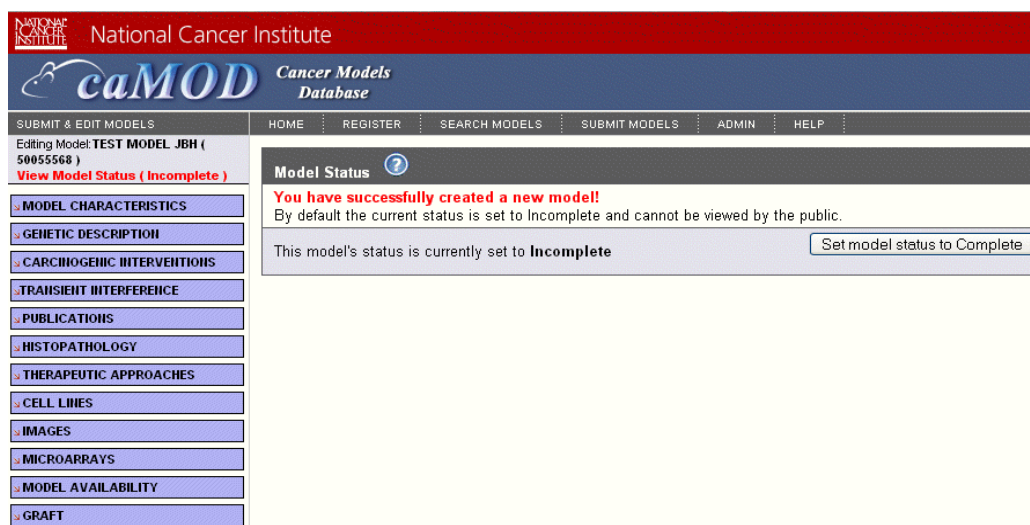 NATIONAL CANCER INSTITUTE
National Cancer Institute
caMOD
Cancer Models
Database
SUBMIT & EDIT MODELS
HOME
REGISTER
SEARCH MODELS
SUBMIT MODELS
ADMIN
HELP
Editing Model: TEST MODEL JBH (
50055568 )
View Model Status ( Incomplete )
MODEL CHARACTERISTICS
GENETIC DESCRIPTION
CARCINOGENIC INTERVENTIONS
TRANSIENT INTERFERENCE
PUBLICATIONS
HISTOPATHOLOGY
THERAPEUTIC APPROACHES
CELL LINES
IMAGES
MICROARRAYS
MODEL AVAILABILITY
GRAFT
Model Status ?
You have successfully created a new model!
By default the current status is set to Incomplete and cannot be viewed by the public.
This model's status is currently set to Incomplete
Set model status to Complete